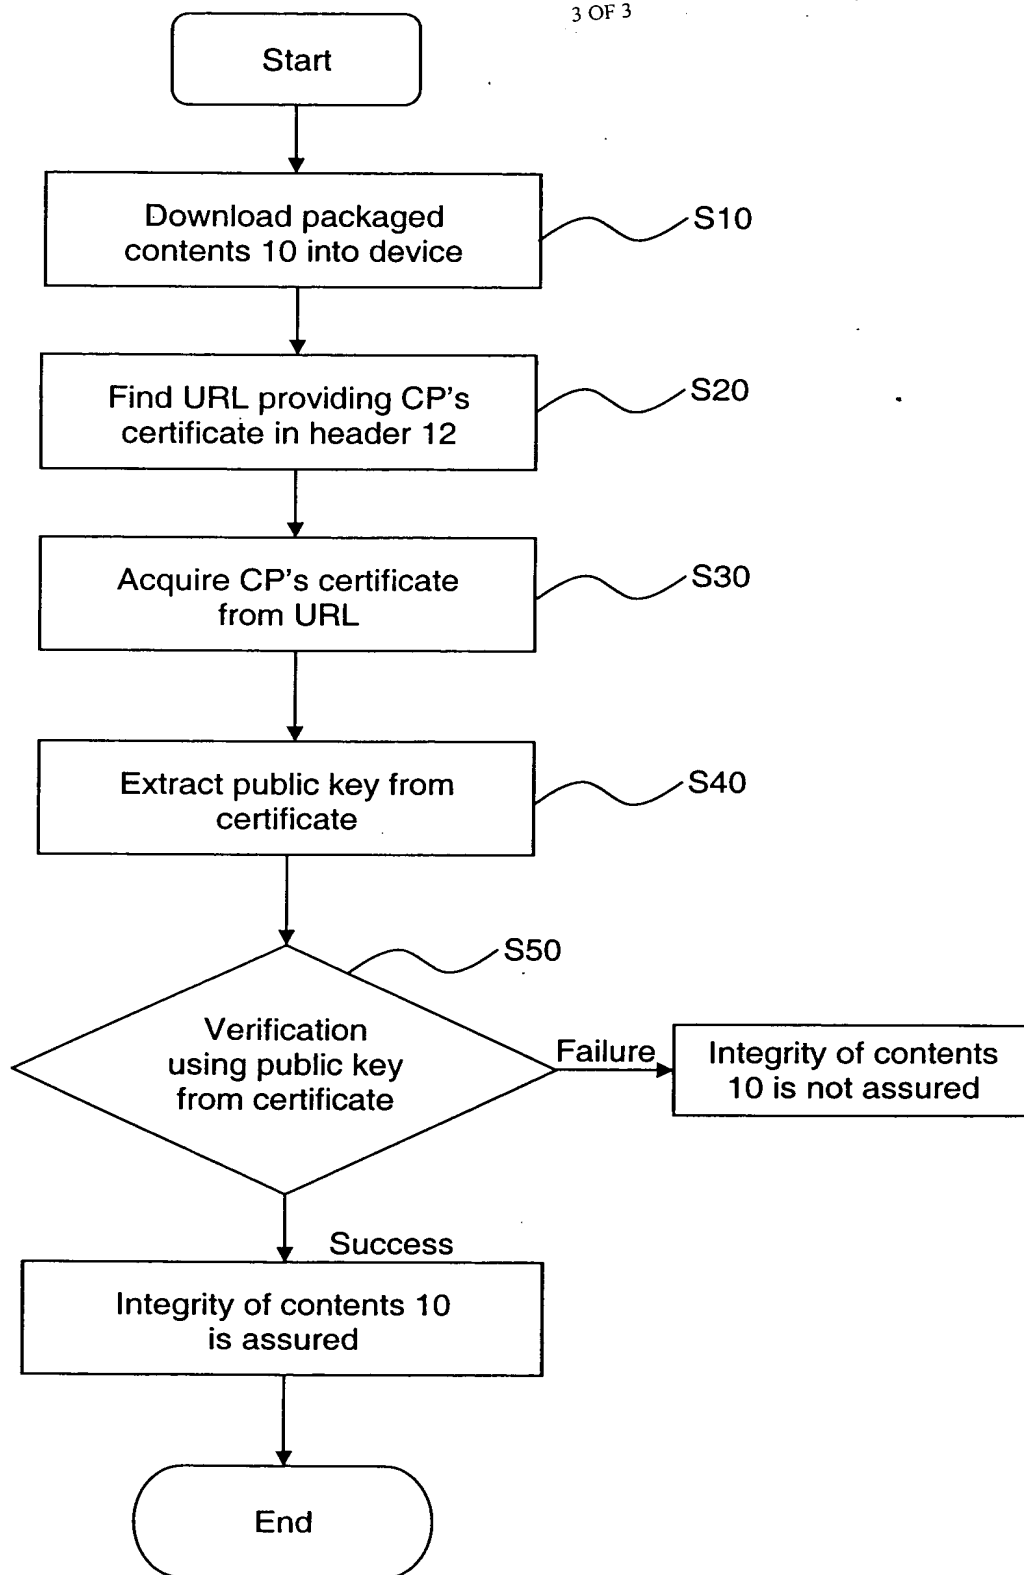 3 OF 3
Start
Download packaged
contents 10 into device
S10
Find URL providing CP's
certificate in header 12
S20
Acquire CP's certificate
from URL
S30
Extract public key from
certificate
S40
S50
Verification
using public key
from certificate
Failure
Integrity of contents
10 is not assured
Success
Integrity of contents 10
is assured
End